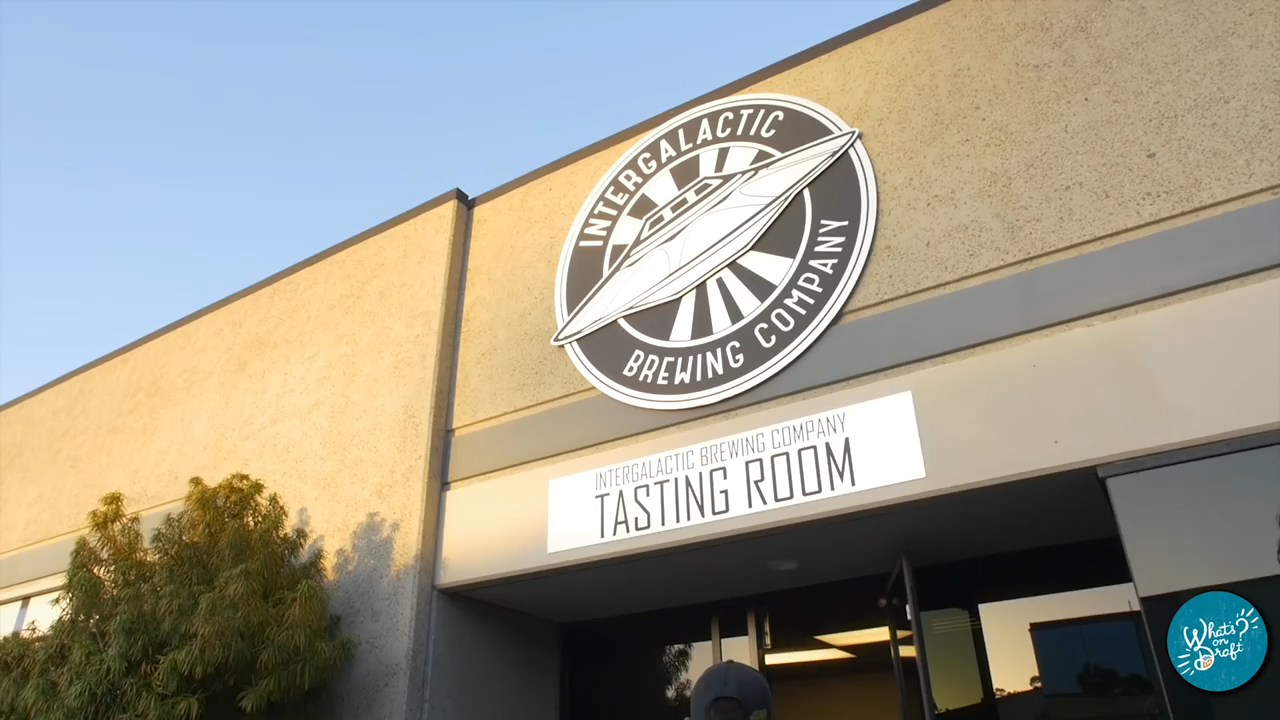 INTERGALACTIC
BREWING COMPANY
INTERGALACTIC BREWING COMPANY
TASTING ROOM
What's
on
Draft?